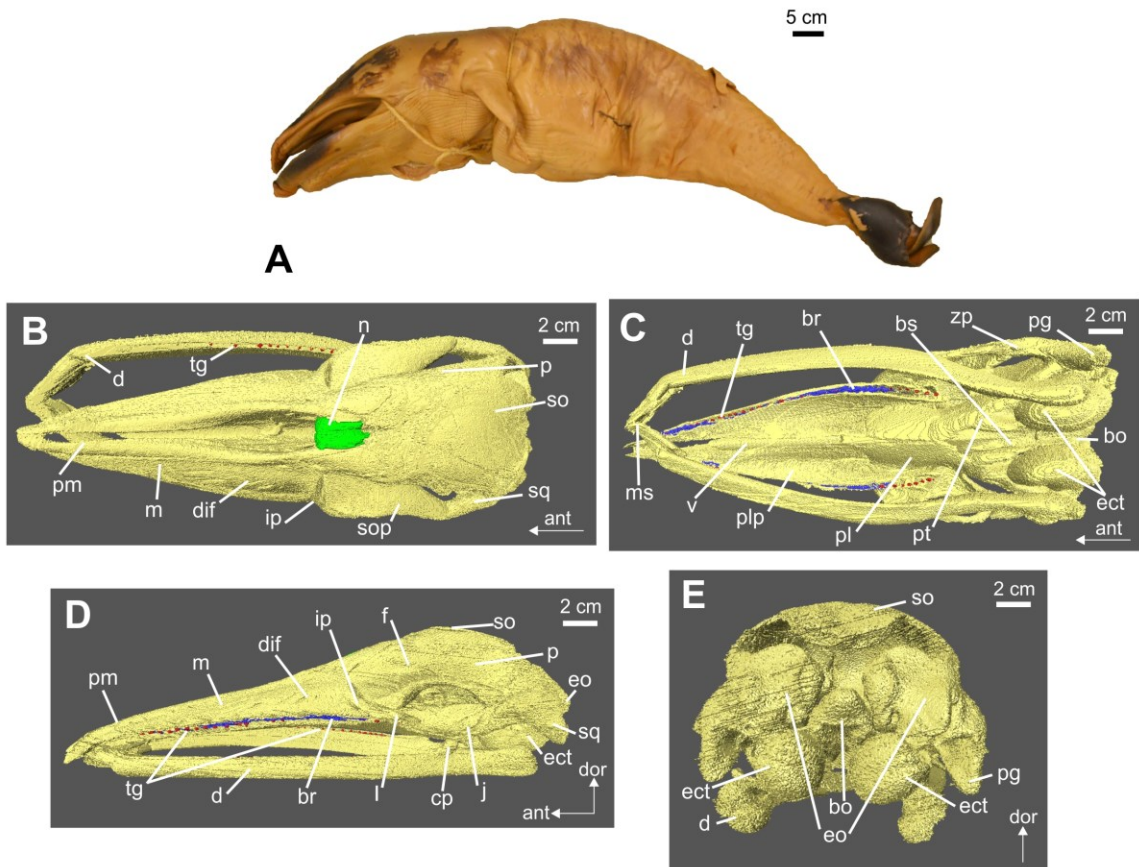 5 cm
A
B
n
2 cm
tg
d
p
so
pm
m
dif
ip
sop
sq
ant
C
d
tg
br
bs
zp
pg
2 cm
bo
ms
v
plp
pl
pt
ect
ant
D
pm
m
dif
ip
f
so
2 cm
p
eo
sq
ect
tg
d
br
l
cp
j
dor
ant
E
so
2 cm
ect
d
bo
eo
ect
pg
dor